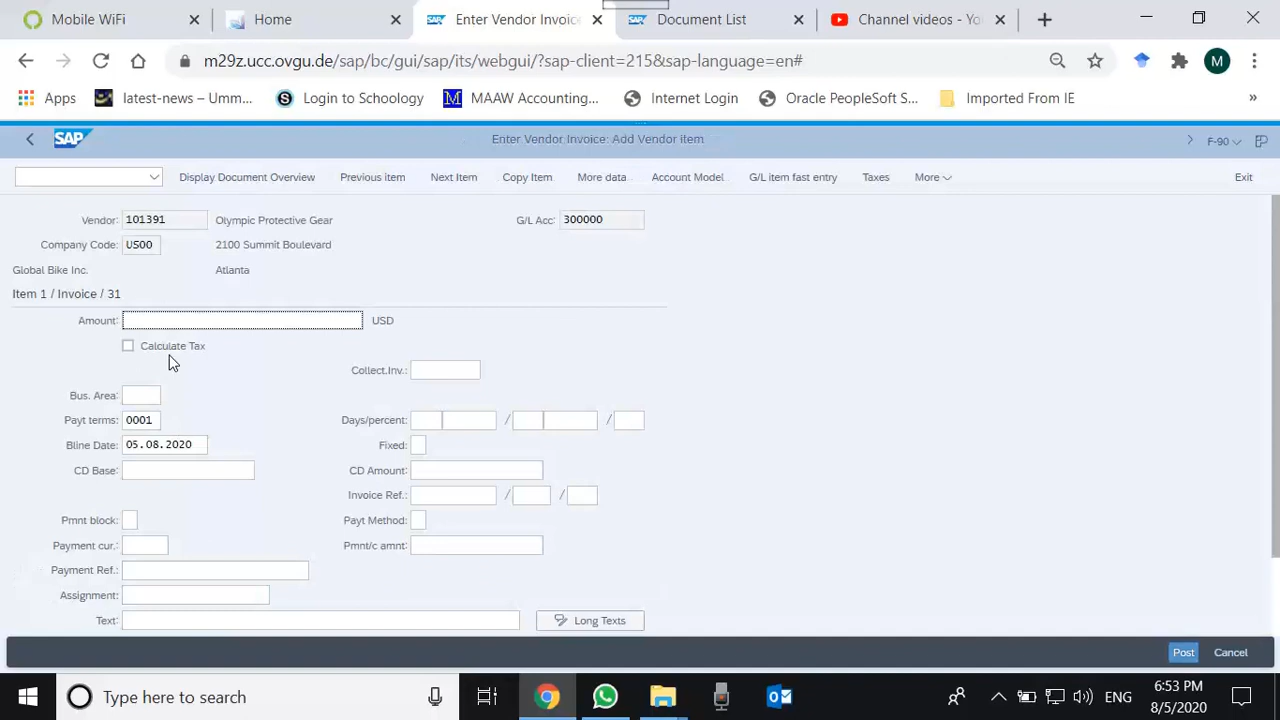 Mobile WiFi
Home
Enter Vendor Invoic
Document List
Channel videos - Yo
m29z.ucc.ovgu.de/sap/bc/gui/sap/its/webgui/?sap-client=215&sap-language=en#
M
Apps
latest-news – Umm...
Login to Schoology
MAAW Accounting...
Internet Login
Oracle PeopleSoft S...
Imported From IE
SAP
Enter Vendor Invoice: Add Vendor item
F-90
Display Document Overview
Previous item
Next Item
Copy Item
More data
Account Model
G/L item fast entry
Taxes
More
Exit
Vendor: 101391 Olympic Protective Gear G/L Acc: 300000
Company Code: US00 2100 Summit Boulevard
Global Bike Inc. Atlanta
Item 1 / Invoice / 31
Amount: USD
Calculate Tax
Collect.Inv.:
Bus. Area:
Payt terms: 0001 Days/percent: / /
Bline Date: 05.08.2020 Fixed:
CD Base: CD Amount:
Invoice Ref.: / /
Pmnt block: Payt Method:
Payment cur.: Pmnt/c amnt:
Payment Ref.:
Assignment:
Text: Long Texts
Post Cancel
Type here to search
ENG
6:53 PM
8/5/2020